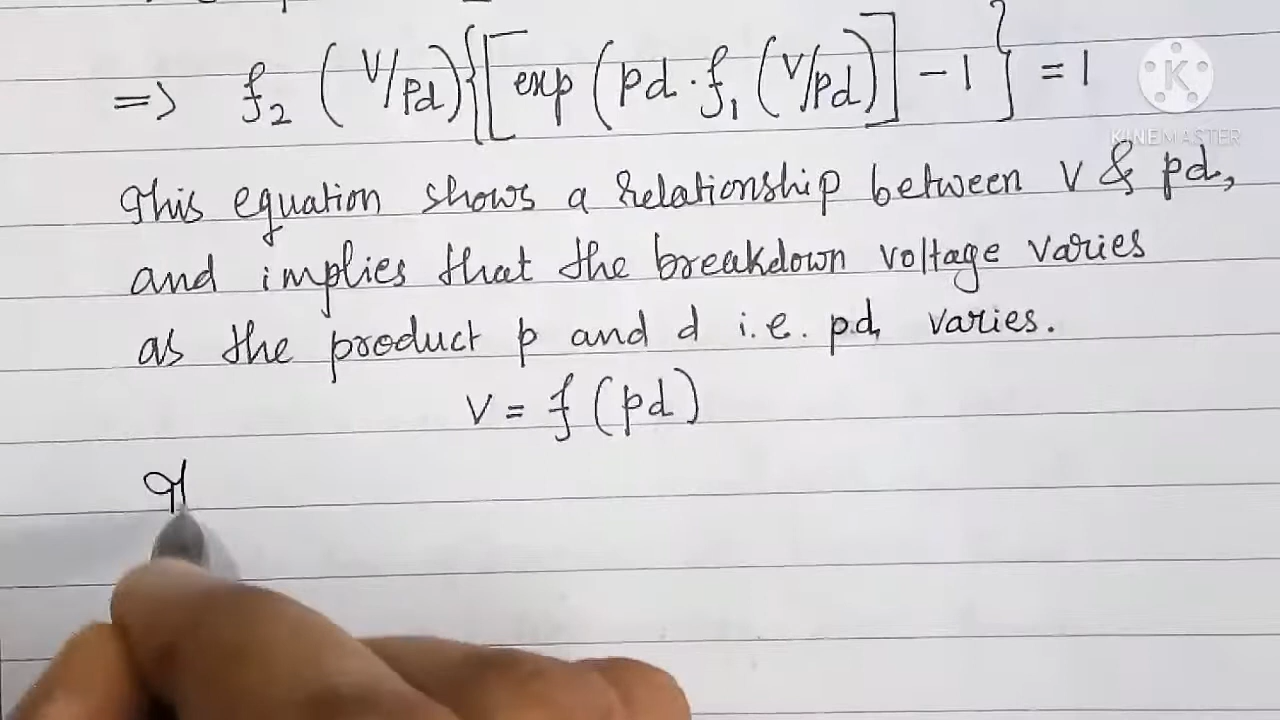 => f₂ (V/pd){[exp (pd · f₁ (V/pd)] - 1} = 1
KINEMASTER
This equation shows a relationship between V & pd,
and implies that the breakdown voltage varies
as the product p and d i.e. p.d, varies.
V = f (pd)